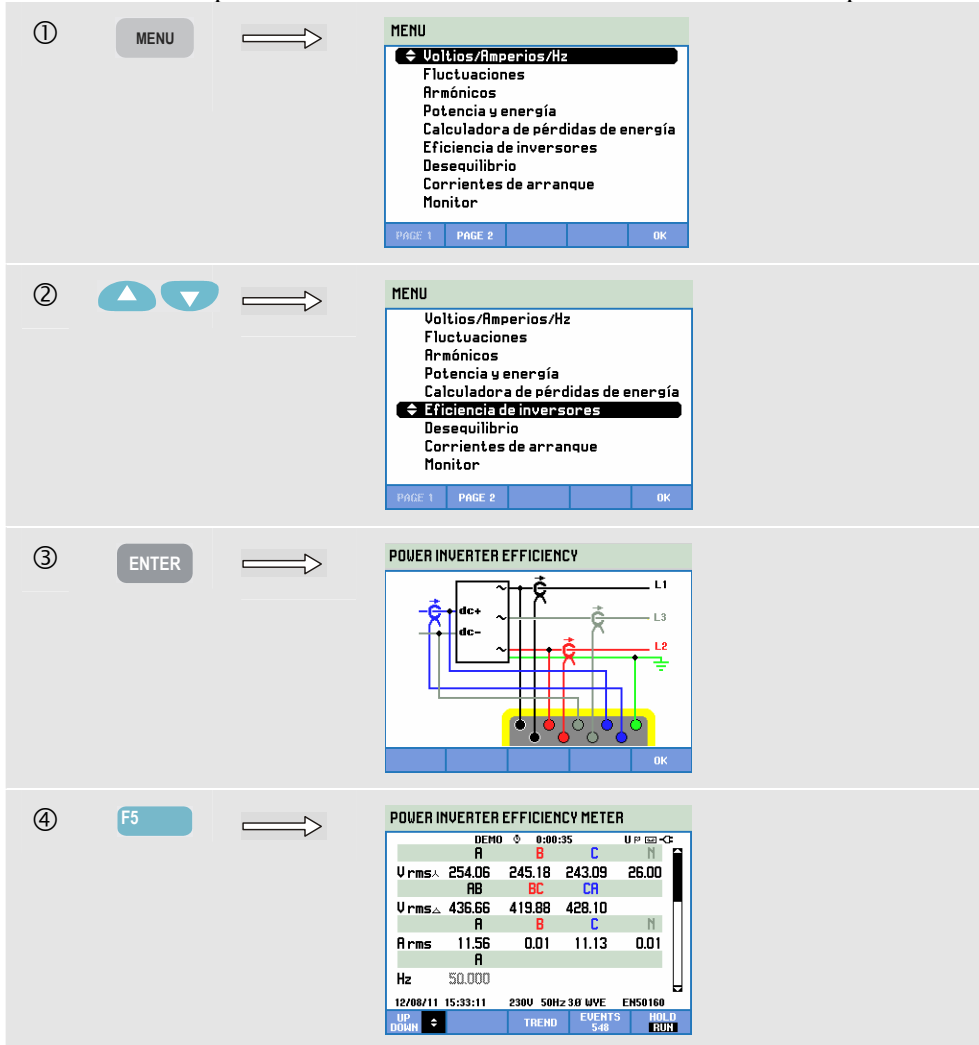 ① MENU MENU
Voltios/Amperios/Hz
Fluctuaciones
Armónicos
Potencia y energía
Calculadora de pérdidas de energía
Eficiencia de inversores
Desequilibrio
Corrientes de arranque
Monitor
PAGE 1 PAGE 2 OK
② MENU
Voltios/Amperios/Hz
Fluctuaciones
Armónicos
Potencia y energía
Calculadora de pérdidas de energía
Eficiencia de inversores
Desequilibrio
Corrientes de arranque
Monitor
PAGE 1 PAGE 2 OK
③ ENTER POWER INVERTER EFFICIENCY
L1
dc+
L3
dc-
L2
OK
④ F5 POWER INVERTER EFFICIENCY METER
DEMO 0:00:35 U P
A B C N
V rms 254.06 245.18 243.09 26.00
AB BC CA
V rms 436.66 419.88 428.10
A B C N
A rms 11.56 0.01 11.13 0.01
A
Hz 50.000
12/08/11 15:33:11 230V 50Hz 3Ø WYE EN50160
UP DOWN TREND EVENTS 548 HOLD RUN